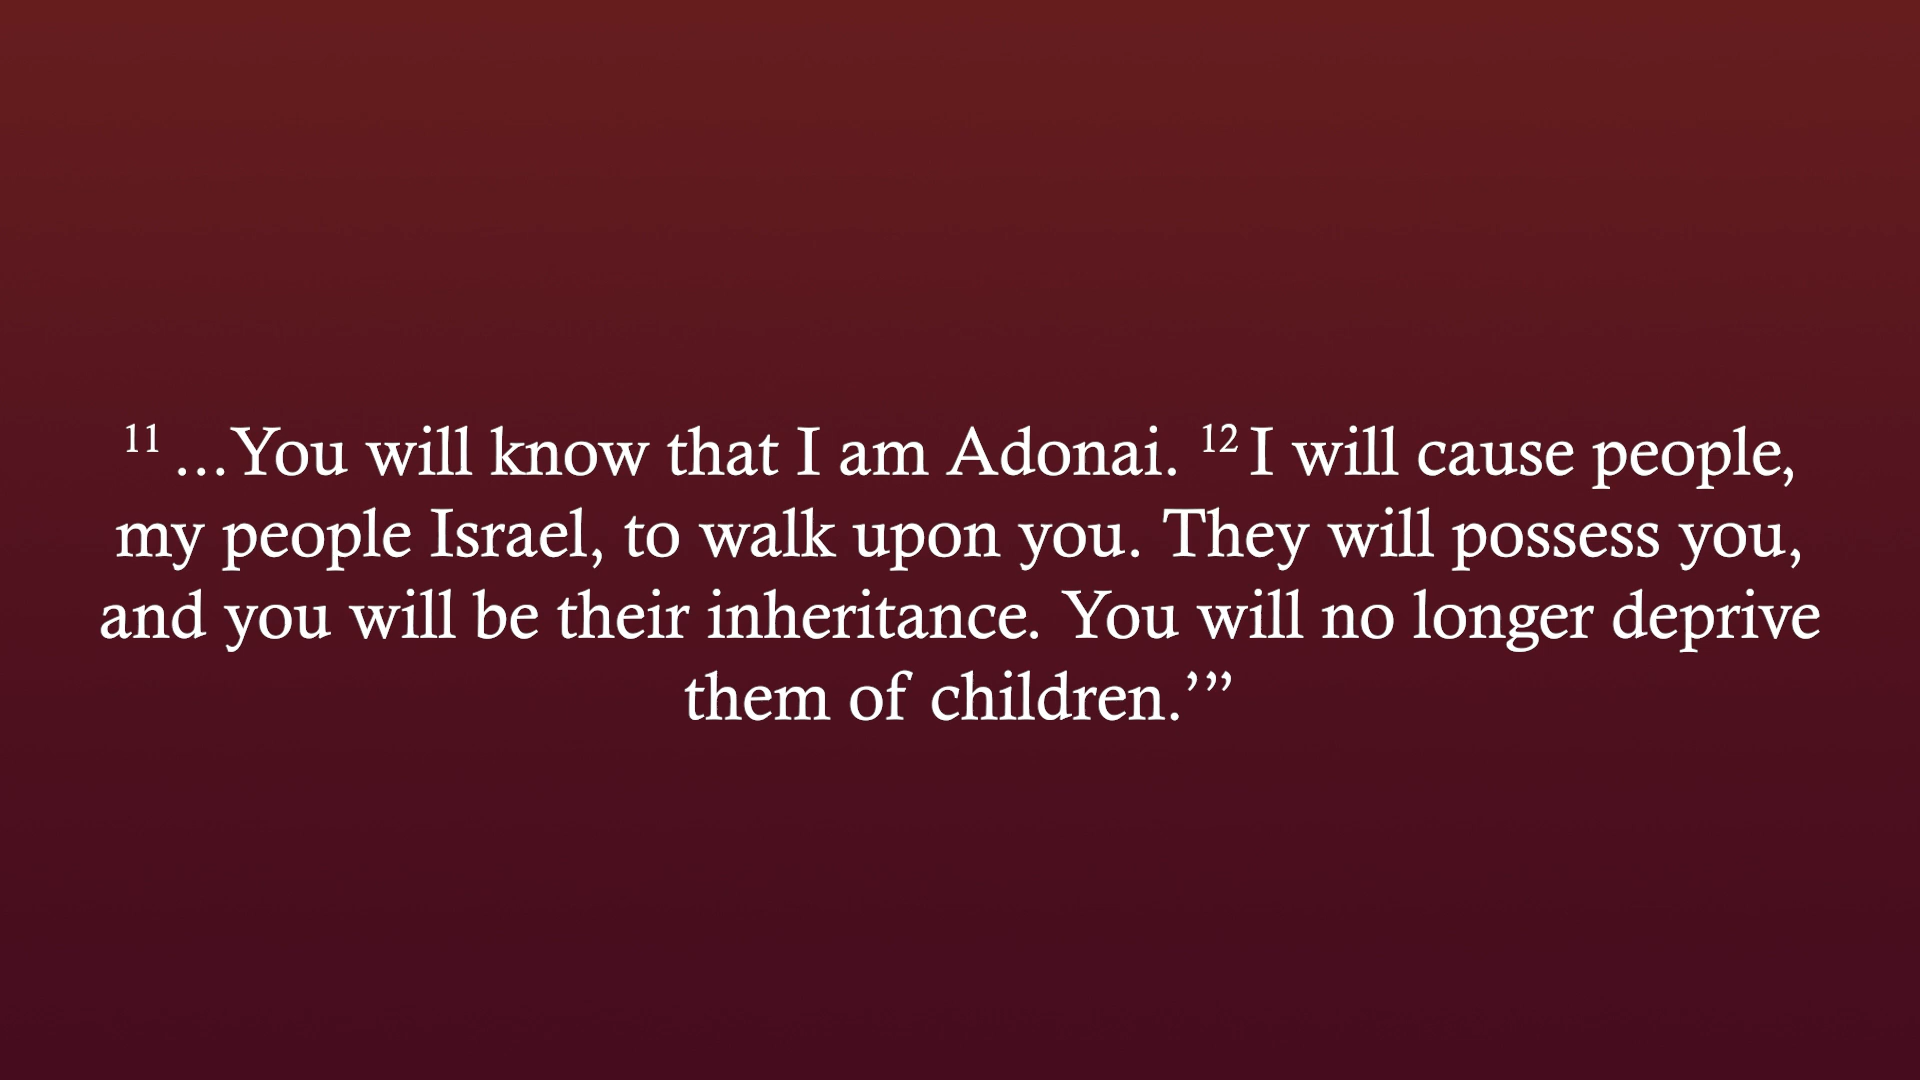 11 …You will know that I am Adonai. 12 I will cause people,
my people Israel, to walk upon you. They will possess you,
and you will be their inheritance. You will no longer deprive
them of children.’”